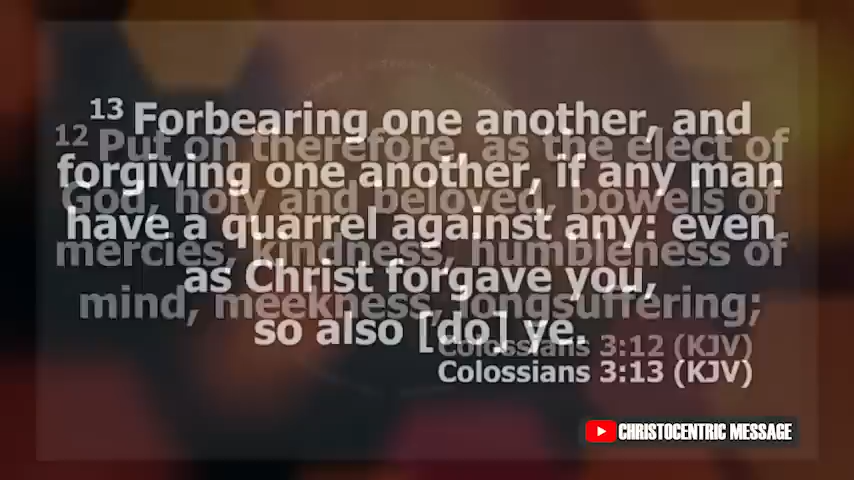 13 Forbearing one another, and
forgiving one another, if any man
have a quarrel against any: even
as Christ forgave you,
so also [do] ye.
Colossians 3:13 (KJV)
12 Put on therefore, as the elect of
God, holy and beloved, bowels of
mercies, kindness, humbleness of
mind, meekness, longsuffering;
Colossians 3:12 (KJV)
CHRISTOCENTRIC MESSAGE